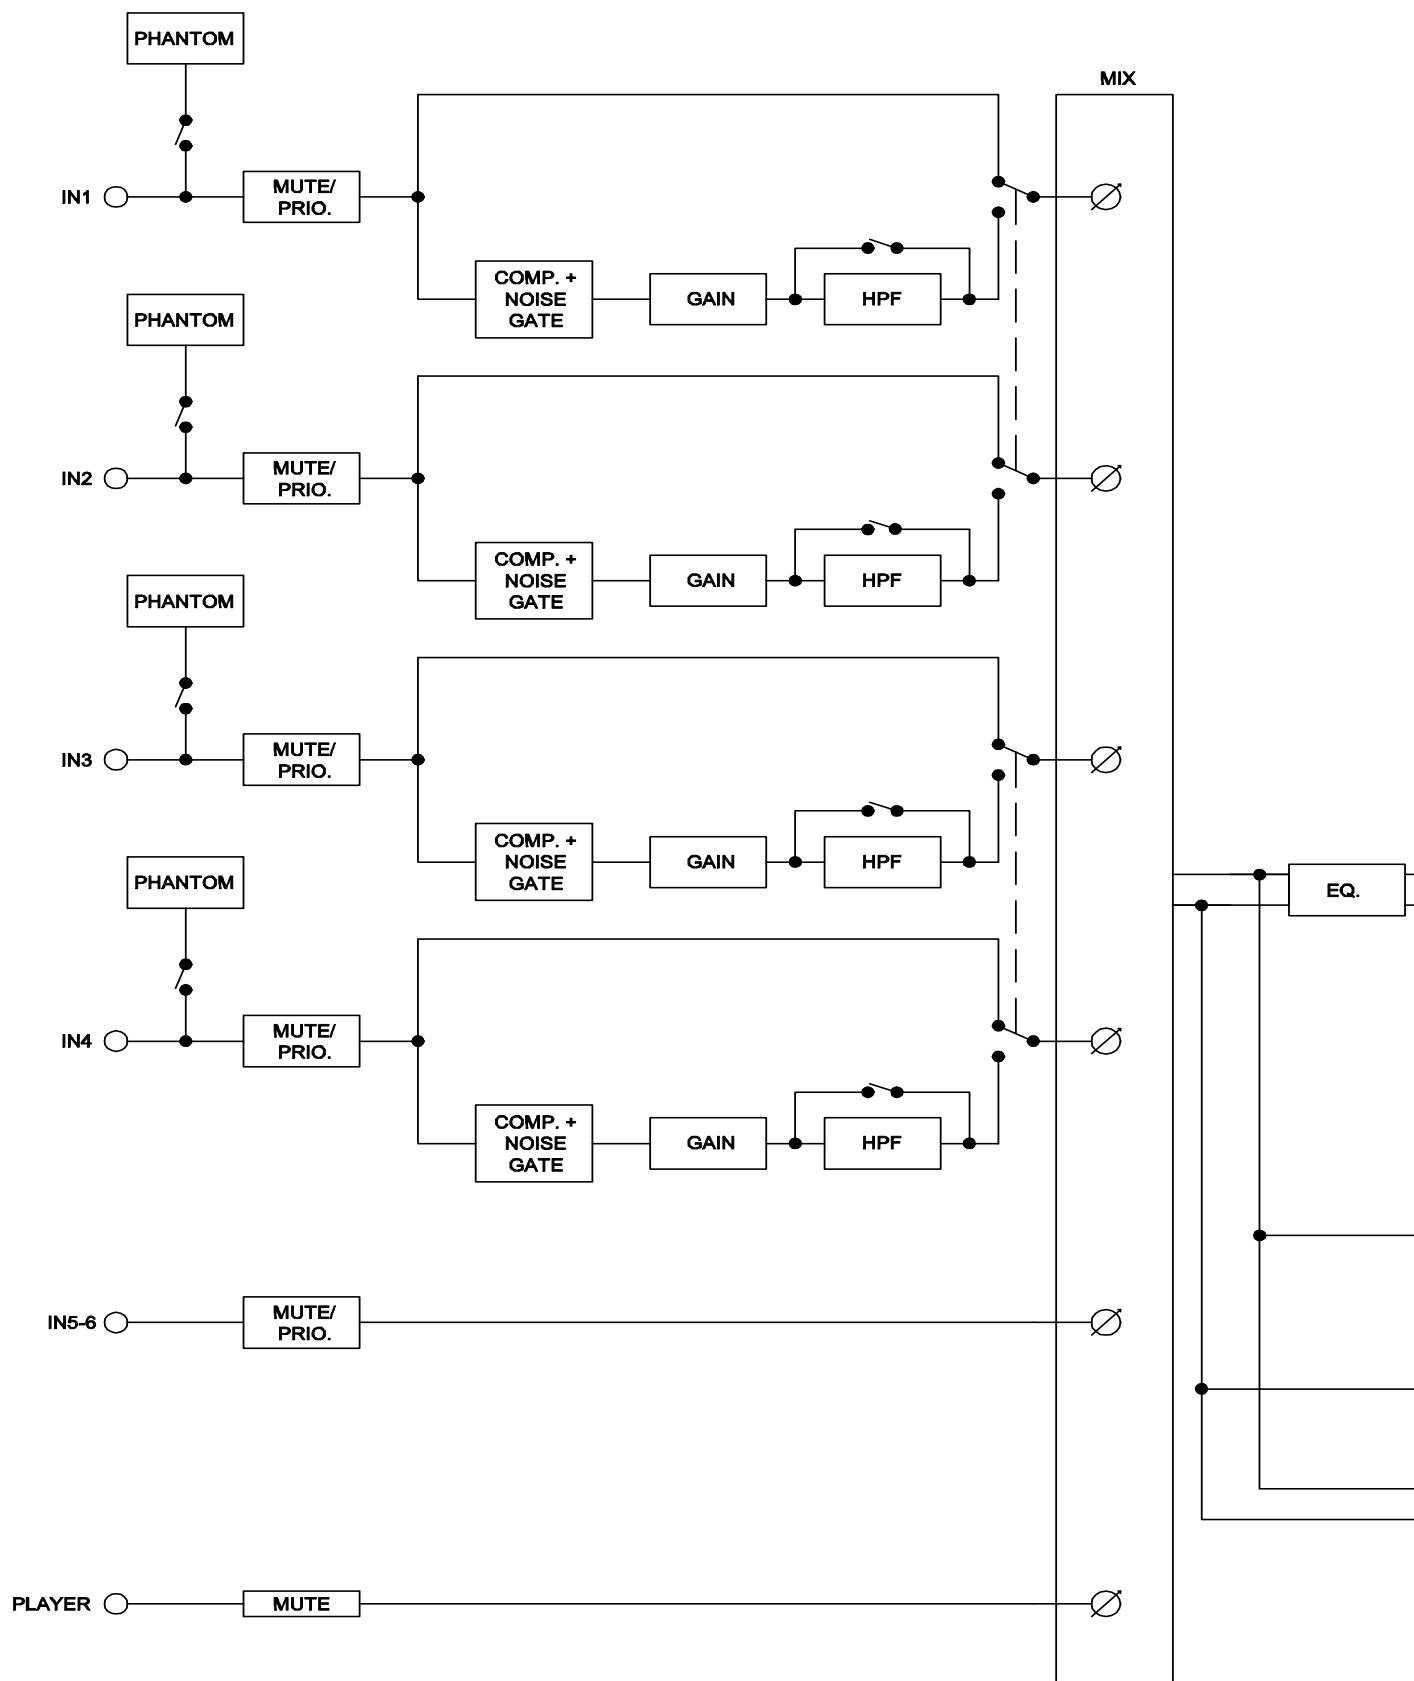 PHANTOM
MIX
IN1
MUTE/
PRIO.
COMP. +
NOISE
GATE
GAIN
HPF
PHANTOM
IN2
MUTE/
PRIO.
COMP. +
NOISE
GATE
GAIN
HPF
PHANTOM
IN3
MUTE/
PRIO.
COMP. +
NOISE
GATE
GAIN
HPF
PHANTOM
EQ.
IN4
MUTE/
PRIO.
COMP. +
NOISE
GATE
GAIN
HPF
IN5-6
MUTE/
PRIO.
PLAYER
MUTE